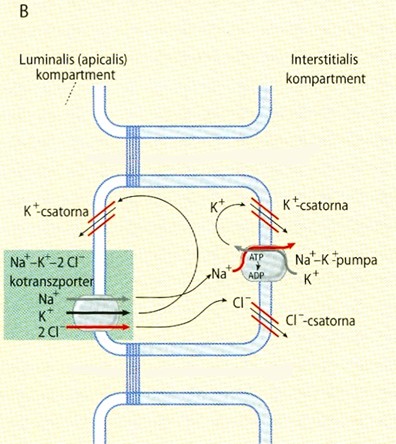 B
Luminalis (apicalis)
kompartment
Interstitialis
kompartment
K⁺-csatorna
K⁺
K⁺-csatorna
Na⁺–K⁺–2 Cl⁻
kotranszporter
Na⁺
K⁺
2 Cl⁻
Na⁺
ATP
ADP
Na⁺–K⁺pumpa
K⁺
Cl⁻
Cl⁻-csatorna